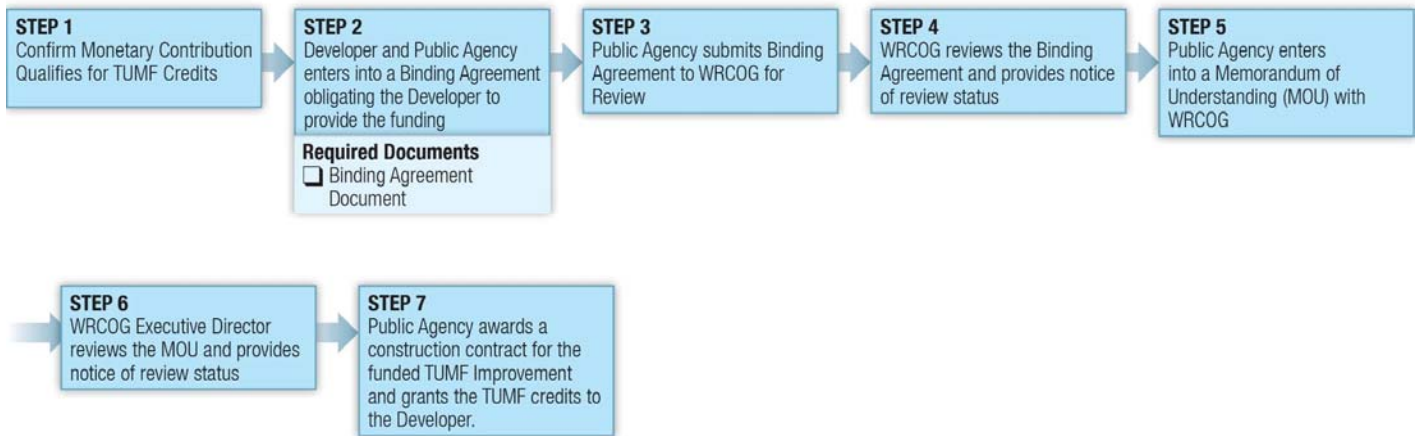 STEP 1
Confirm Monetary Contribution
Qualifies for TUMF Credits
STEP 2
Developer and Public Agency
enters into a Binding Agreement
obligating the Developer to
provide the funding
Required Documents
Binding Agreement
Document
STEP 3
Public Agency submits Binding
Agreement to WRCOG for
Review
STEP 4
WRCOG reviews the Binding
Agreement and provides notice
of review status
STEP 5
Public Agency enters
into a Memorandum of
Understanding (MOU) with
WRCOG
STEP 6
WRCOG Executive Director
reviews the MOU and provides
notice of review status
STEP 7
Public Agency awards a
construction contract for the
funded TUMF Improvement
and grants the TUMF credits to
the Developer.